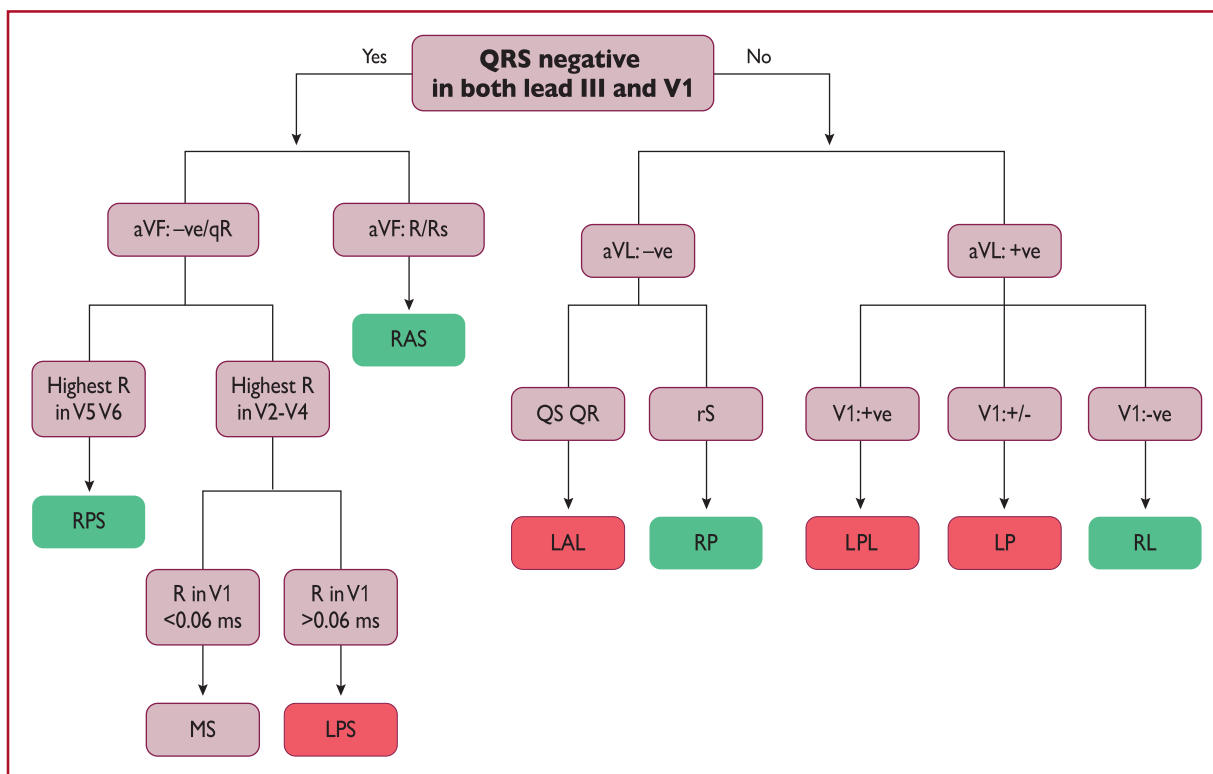 Yes
QRS negative
in both lead III and V1
No
aVF: –ve/qR
aVF: R/Rs
aVL: –ve
aVL: +ve
RAS
Highest R
in V5 V6
Highest R
in V2-V4
QS QR
rS
V1:+ve
V1:+/-
V1:-ve
RPS
LAL
RP
LPL
LP
RL
R in V1
<0.06 ms
R in V1
>0.06 ms
MS
LPS